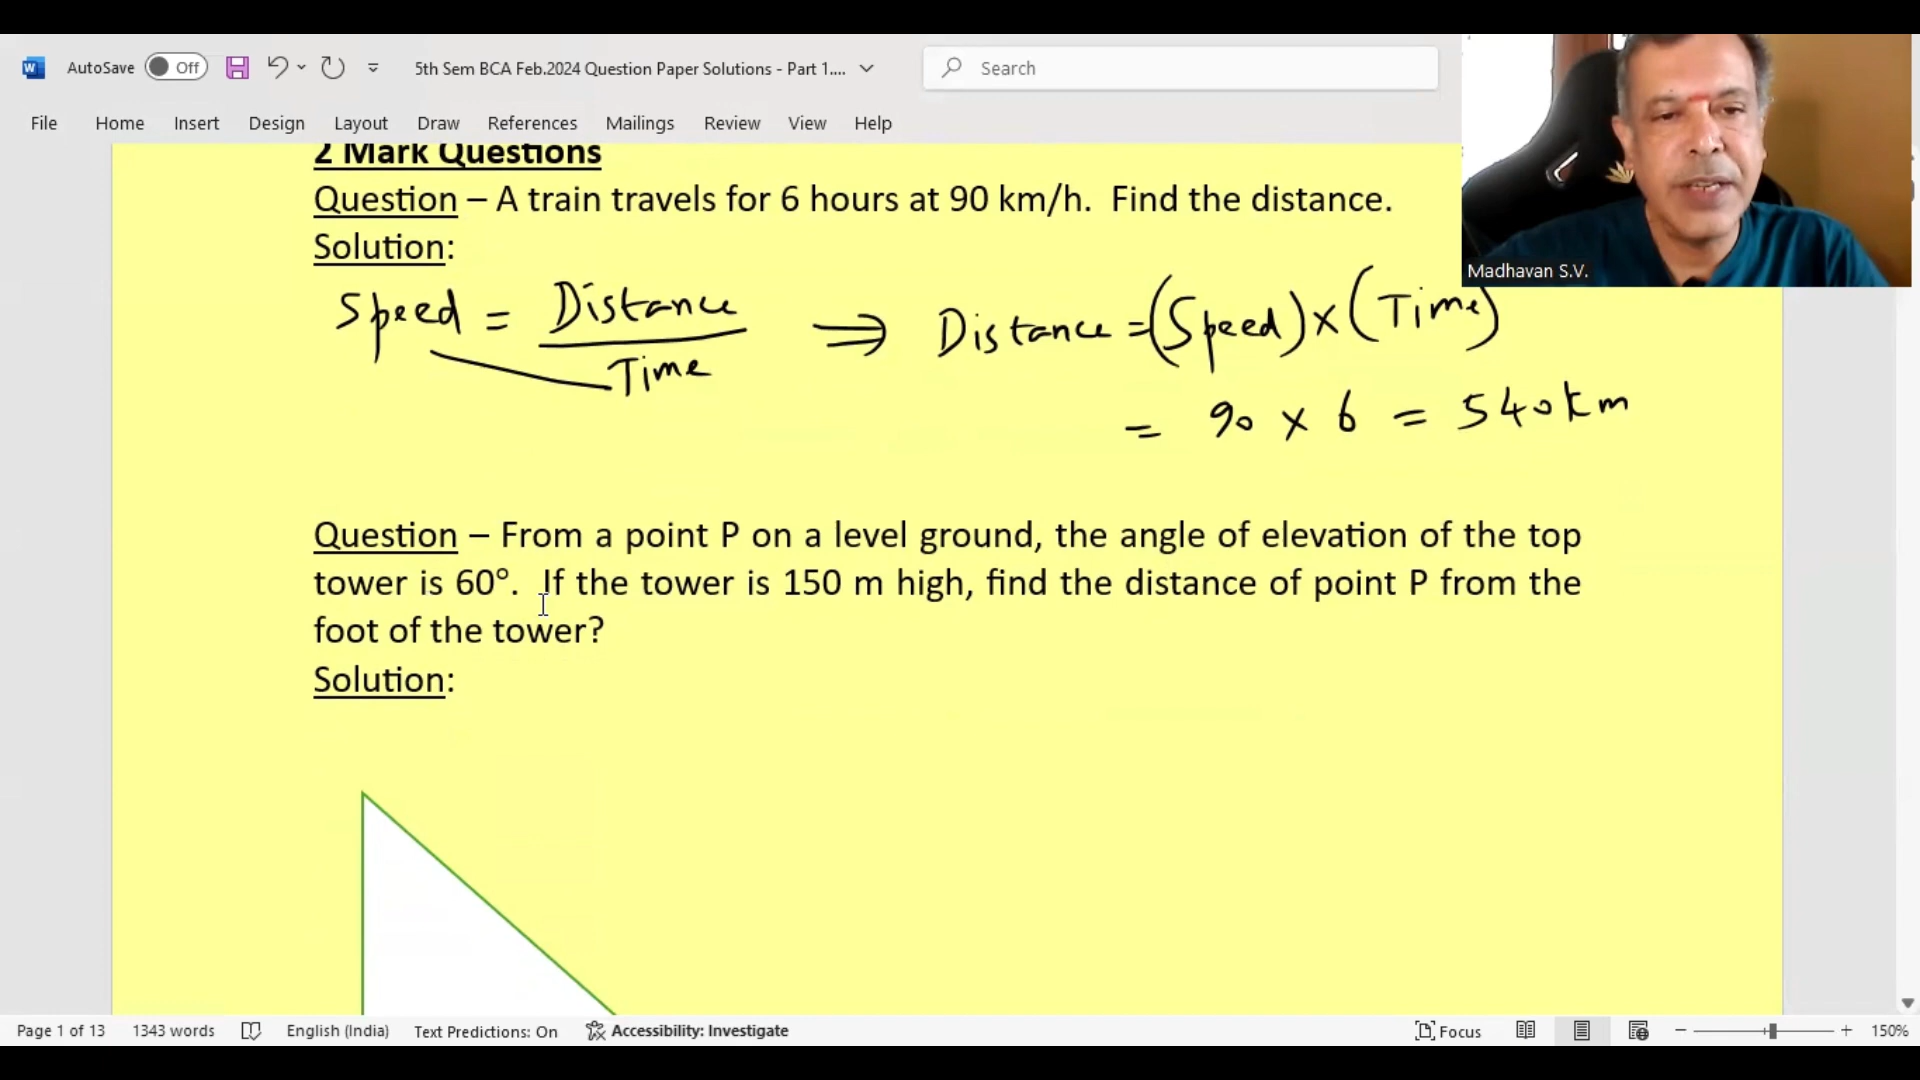 AutoSave Off 5th Sem BCA Feb.2024 Question Paper Solutions - Part 1.... Search
File Home Insert Design Layout Draw References Mailings Review View Help
Madhavan S.V.
2 Mark Questions
Question – A train travels for 6 hours at 90 km/h. Find the distance.
Solution:
Speed = Distance / Time ⇒ Distance = (Speed) × (Time)
= 90 × 6 = 540 km
Question – From a point P on a level ground, the angle of elevation of the top
tower is 60°. If the tower is 150 m high, find the distance of point P from the
foot of the tower?
Solution:
Page 1 of 13 1343 words English (India) Text Predictions: On Accessibility: Investigate Focus 150%